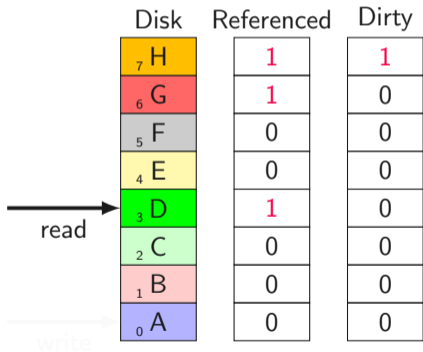 Disk Referenced Dirty
7 H 1 1
6 G 1 0
5 F 0 0
4 E 0 0
3 D 1 0
read
2 C 0 0
1 B 0 0
0 A 0 0
write